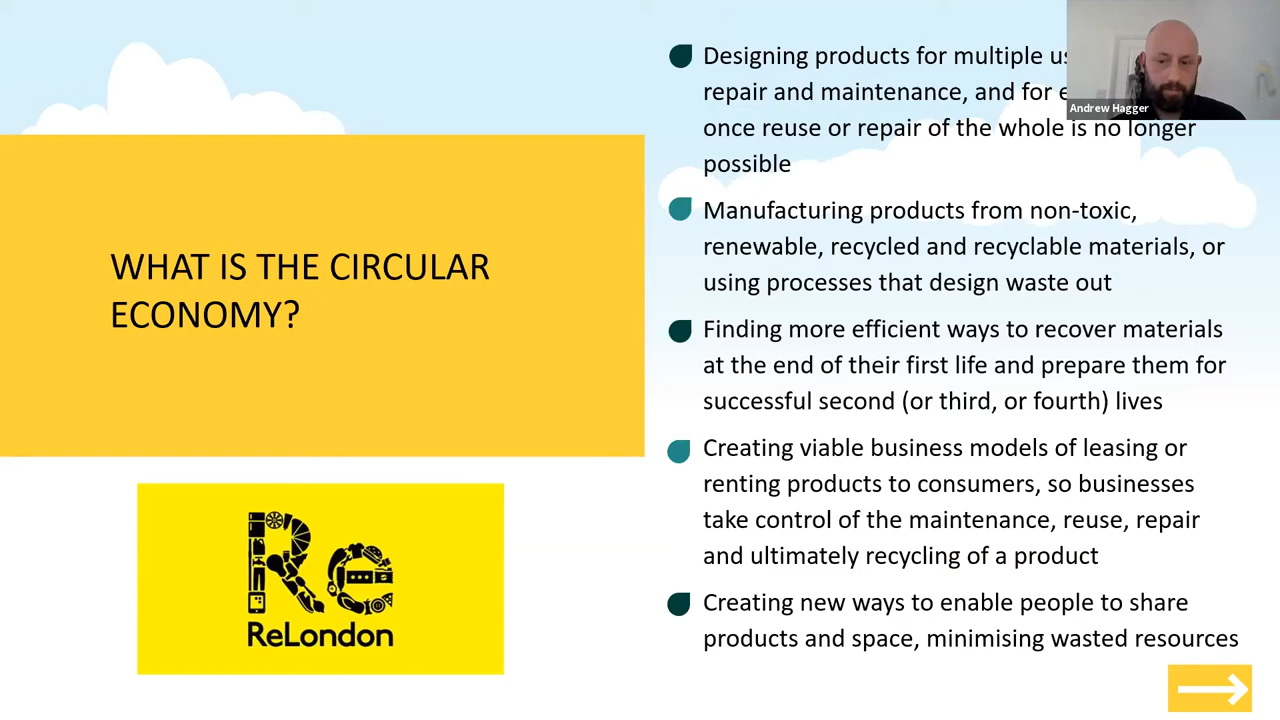 WHAT IS THE CIRCULAR
ECONOMY?
ReLondon
Designing products for multiple
repair and maintenance, and for
once reuse or repair of the whole is no longer
possible
Manufacturing products from non-toxic,
renewable, recycled and recyclable materials, or
using processes that design waste out
Finding more efficient ways to recover materials
at the end of their first life and prepare them for
successful second (or third, or fourth) lives
Creating viable business models of leasing or
renting products to consumers, so businesses
take control of the maintenance, reuse, repair
and ultimately recycling of a product
Creating new ways to enable people to share
products and space, minimising wasted resources
Andrew Hagger
Re